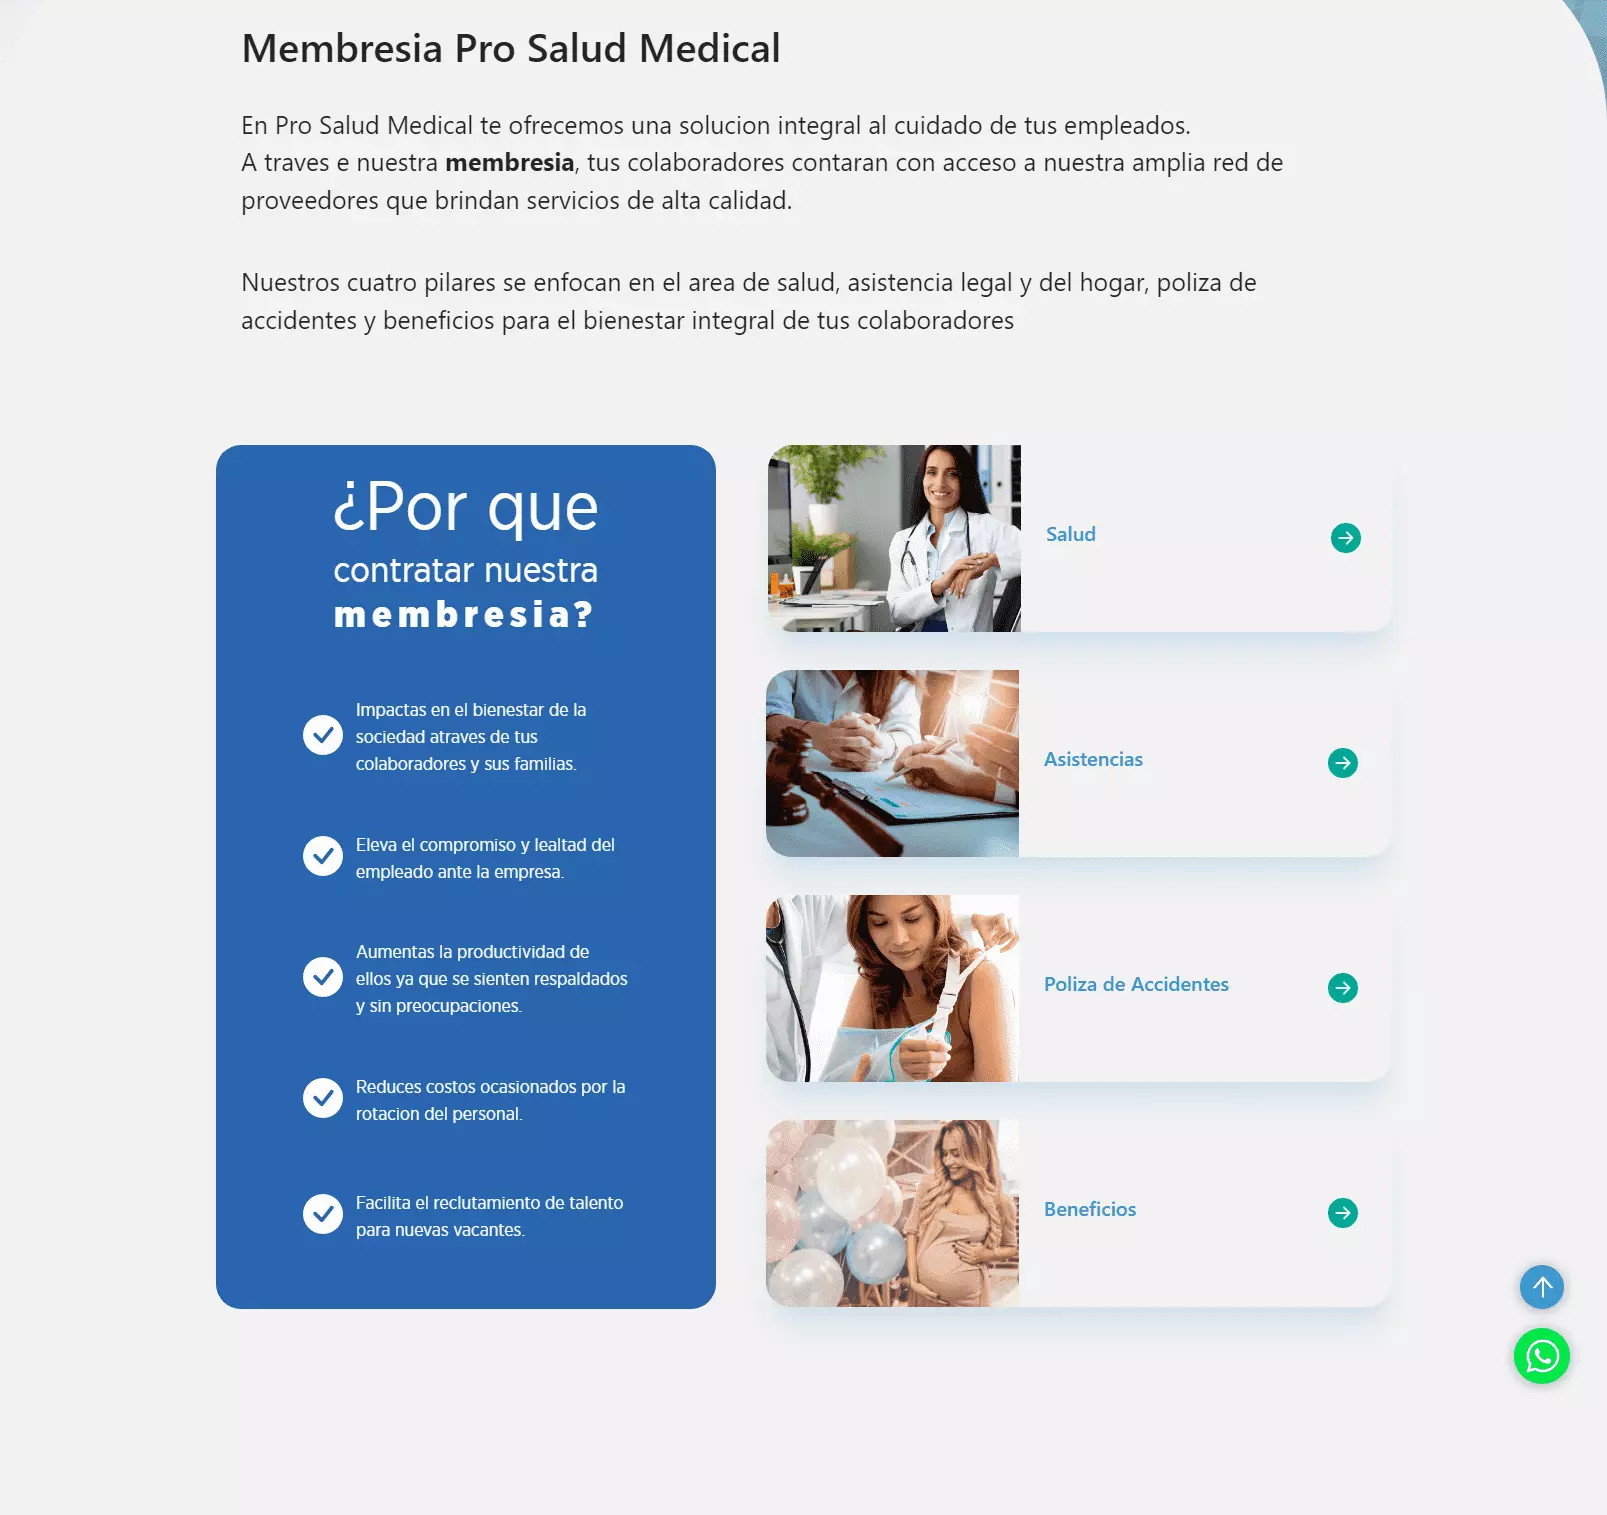 Membresia Pro Salud Medical
En Pro Salud Medical te ofrecemos una solucion integral al cuidado de tus empleados.
A traves e nuestra membresia, tus colaboradores contaran con acceso a nuestra amplia red de
proveedores que brindan servicios de alta calidad.
Nuestros cuatro pilares se enfocan en el area de salud, asistencia legal y del hogar, poliza de
accidentes y beneficios para el bienestar integral de tus colaboradores
¿Por que
contratar nuestra
membresia?
Impactas en el bienestar de la
sociedad atraves de tus
colaboradores y sus familias.
Eleva el compromiso y lealtad del
empleado ante la empresa.
Aumentas la productividad de
ellos ya que se sienten respaldados
y sin preocupaciones.
Reduces costos ocasionados por la
rotacion del personal.
Facilita el reclutamiento de talento
para nuevas vacantes.
Salud
Asistencias
Poliza de Accidentes
Beneficios